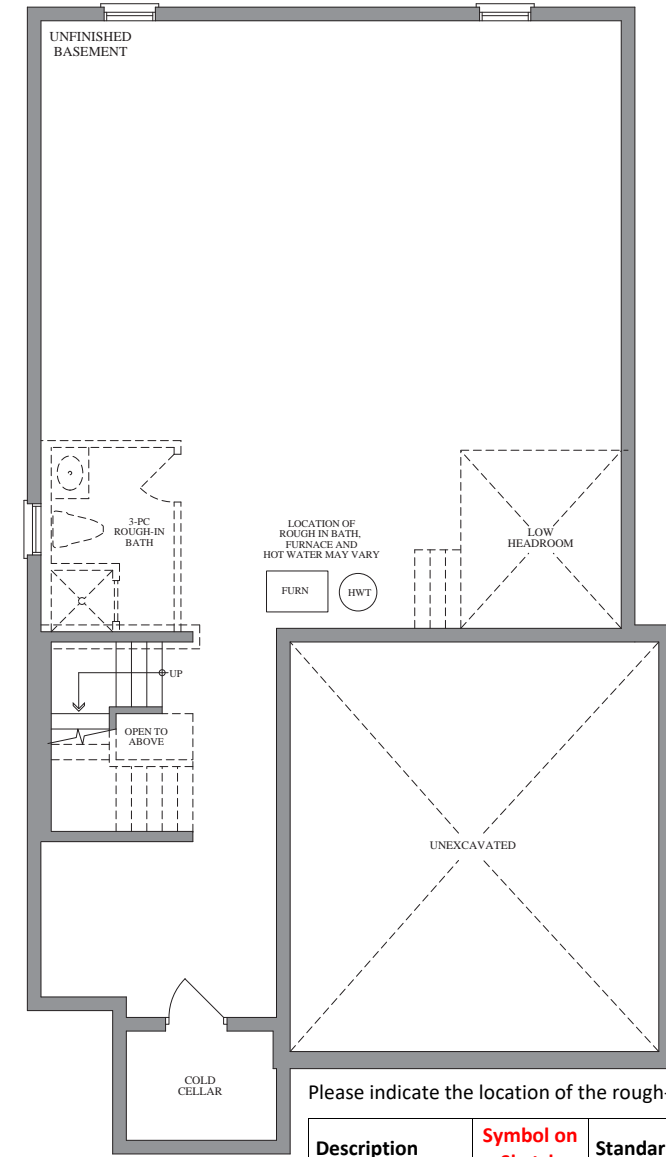 UNFINISHED
BASEMENT
3-PC
ROUGH-IN
BATH
LOCATION OF
ROUGH IN BATH,
FURNACE AND
HOT WATER MAY VARY
FURN
HWT
LOW
HEADROOM
UP
OPEN TO
ABOVE
UNEXCAVATED
COLD
CELLAR
Please indicate the location of the rough-
Description
Symbol on
Standar